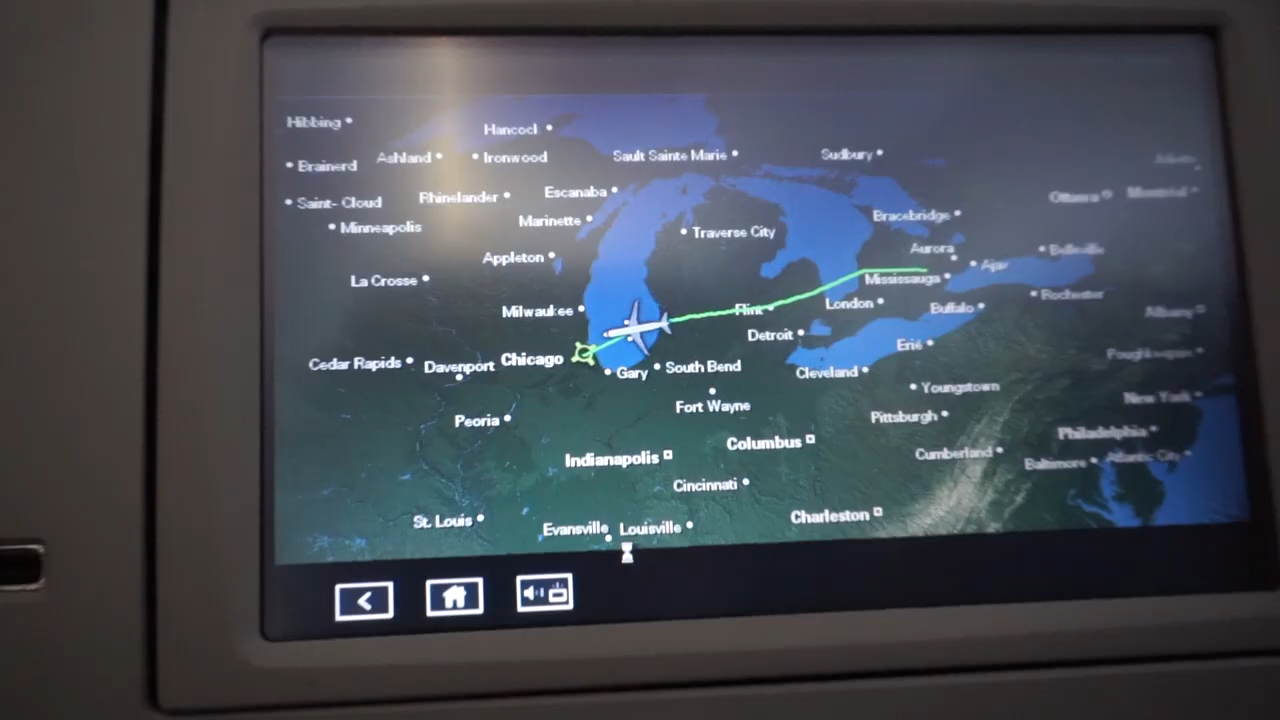 Hibbing
Hancocl
Brainerd
Ashland
Ironwood
Sault Sainte Marie
Sudbury
Saint- Cloud
Rhinelander
Escanaba
Ottawa
Montréal
Minneapolis
Marinette
Traverse City
Bracebridge
Appleton
Aurora
Ajax
Belleville
La Crosse
Mississauga
Milwaukee
Flint
London
Buffalo
Rochester
Albany
Detroit
Erie
Cedar Rapids
Davenport
Chicago
Gary
South Bend
Cleveland
Youngstown
Fort Wayne
New York
Peoria
Pittsburgh
Philadelphia
Indianapolis
Columbus
Cumberland
Baltimore
Atlantic City
Cincinnati
St. Louis
Evansville
Louisville
Charleston